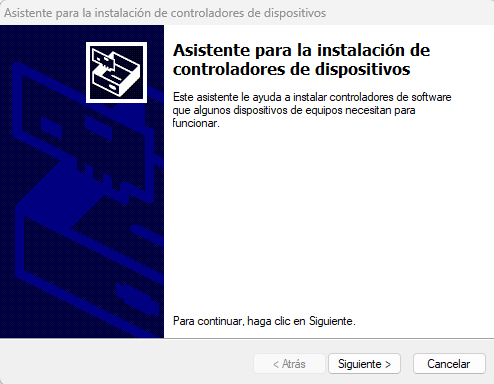 Asistente para la instalación de controladores de dispositivos
Asistente para la instalación de
controladores de dispositivos
Este asistente le ayuda a instalar controladores de software
que algunos dispositivos de equipos necesitan para
funcionar.
Para continuar, haga clic en Siguiente.
< Atrás
Siguiente >
Cancelar